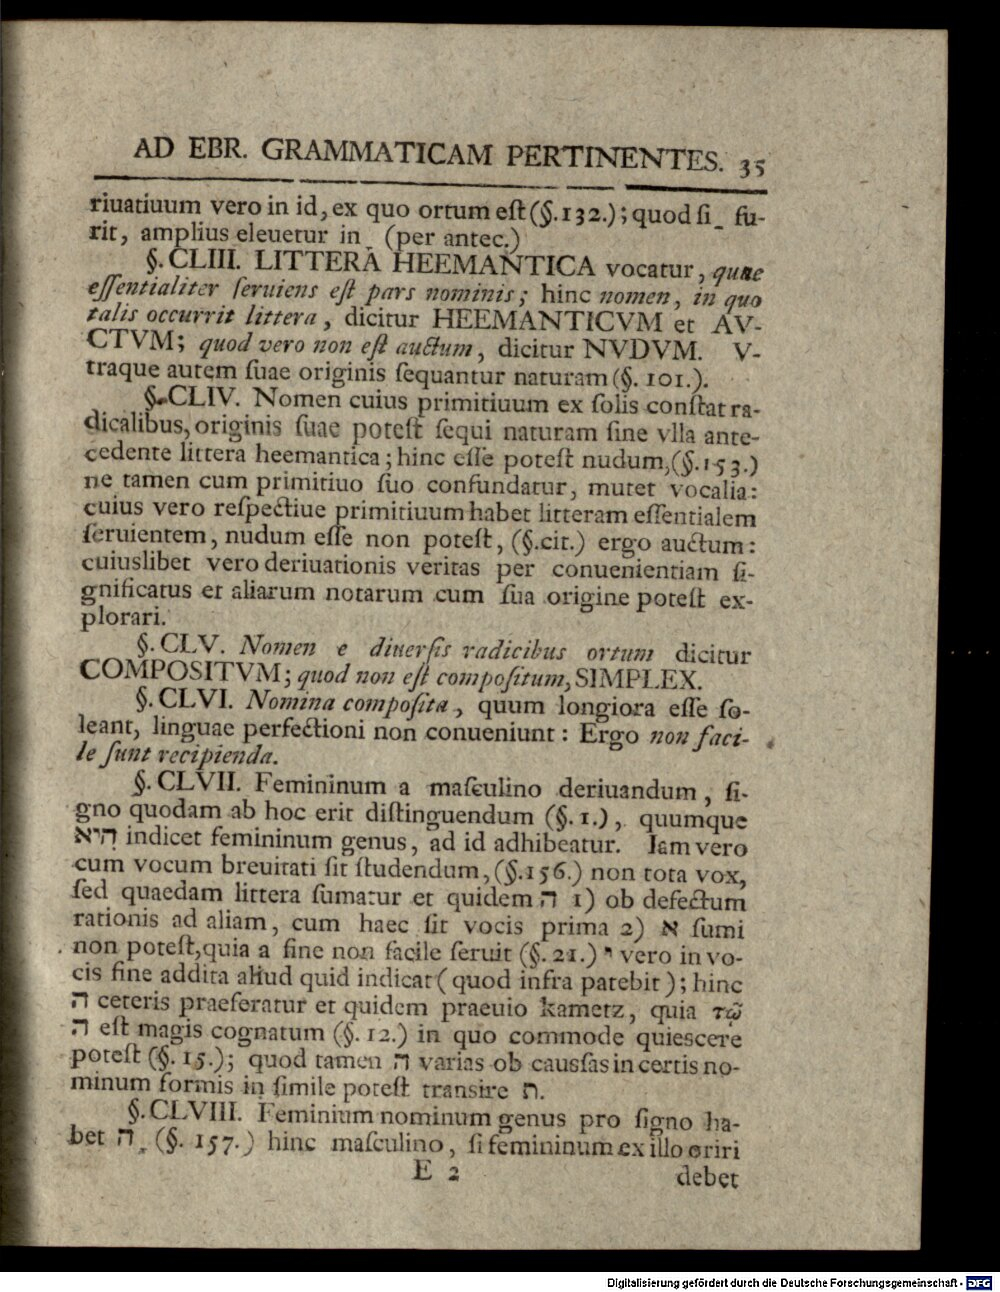 AD EBR. GRAMMATICAM PERTINENTES. 35
riuatiuum vero in id, ex quo ortum eſt (§.132.); quod ſi ֵ fu-
rit, amplius eleuetur in ָ (per antec.)
§. CLIII. LITTERA HEEMANTICA vocatur, quae
eſſentialiter ſeruiens eſt pars nominis; hinc nomen, in quo
talis occurrit littera, dicitur HEEMANTICVM et AV-
CTVM; quod vero non eſt auctum, dicitur NVDVM. V-
traque autem ſuae originis ſequantur naturam (§. 101.).
§. CLIV. Nomen cuius primitiuum ex ſolis conſtat ra-
dicalibus, originis ſuae poteſt ſequi naturam ſine vlla ante-
cedente littera heemantica; hinc eſſe poteſt nudum, (§.153.)
ne tamen cum primitiuo ſuo confundatur, mutet vocalia:
cuius vero reſpectiue primitiuum habet litteram eſſentialem
ſeruientem, nudum eſſe non poteſt, (§.cit.) ergo auctum:
cuiuslibet vero deriuationis veritas per conuenientiam ſi-
gnificatus et aliarum notarum cum ſua origine poteſt ex-
plorari.
§. CLV. Nomen e diuerſis radicibus ortum dicitur
COMPOSITVM; quod non eſt compoſitum, SIMPLEX.
§. CLVI. Nomina compoſita, quum longiora eſſe ſo-
leant, linguae perfectioni non conueniunt: Ergo non faci-
le ſunt recipienda.
§. CLVII. Femininum a maſculino deriuandum, ſi-
gno quodam ab hoc erit diſtinguendum (§. 1.), quumque
הִיא indicet femininum genus, ad id adhibeatur. Iam vero
cum vocum breuitati ſit ſtudendum, (§.156.) non tota vox,
ſed quaedam littera ſumatur et quidem ה 1) ob defectum
rationis ad aliam, cum haec ſit vocis prima 2) א ſumi
non poteſt, quia a fine non facile ſeruit (§. 21.) י vero in vo-
cis fine addita aliud quid indicat (quod infra patebit); hinc
ה ceteris praeferatur et quidem praeuio kametz, quia τῷ
ה eſt magis cognatum (§. 12.) in quo commode quieſcere
poteſt (§. 15.); quod tamen ה varias ob cauſſas in certis no-
minum formis in ſimile poteſt transire ת.
§. CLVIII. Feminium nominum genus pro ſigno ha-
bet ה ָ (§. 157.) hinc maſculino, ſi femininum ex illo oriri
E 2 debet
Digitalisierung gefördert durch die Deutsche Forschungsgemeinschaft - DFG